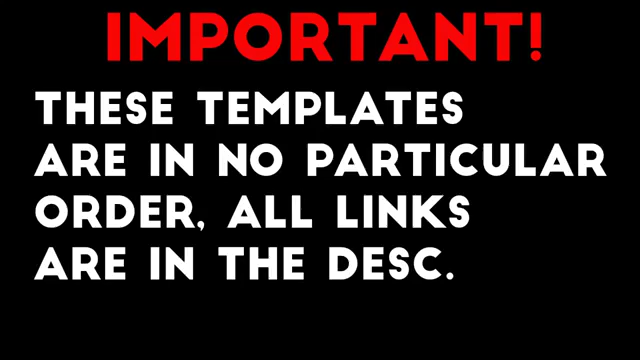 IMPORTANT!
THESE TEMPLATES
ARE IN NO PARTICULAR
ORDER, ALL LINKS
ARE IN THE DESC.